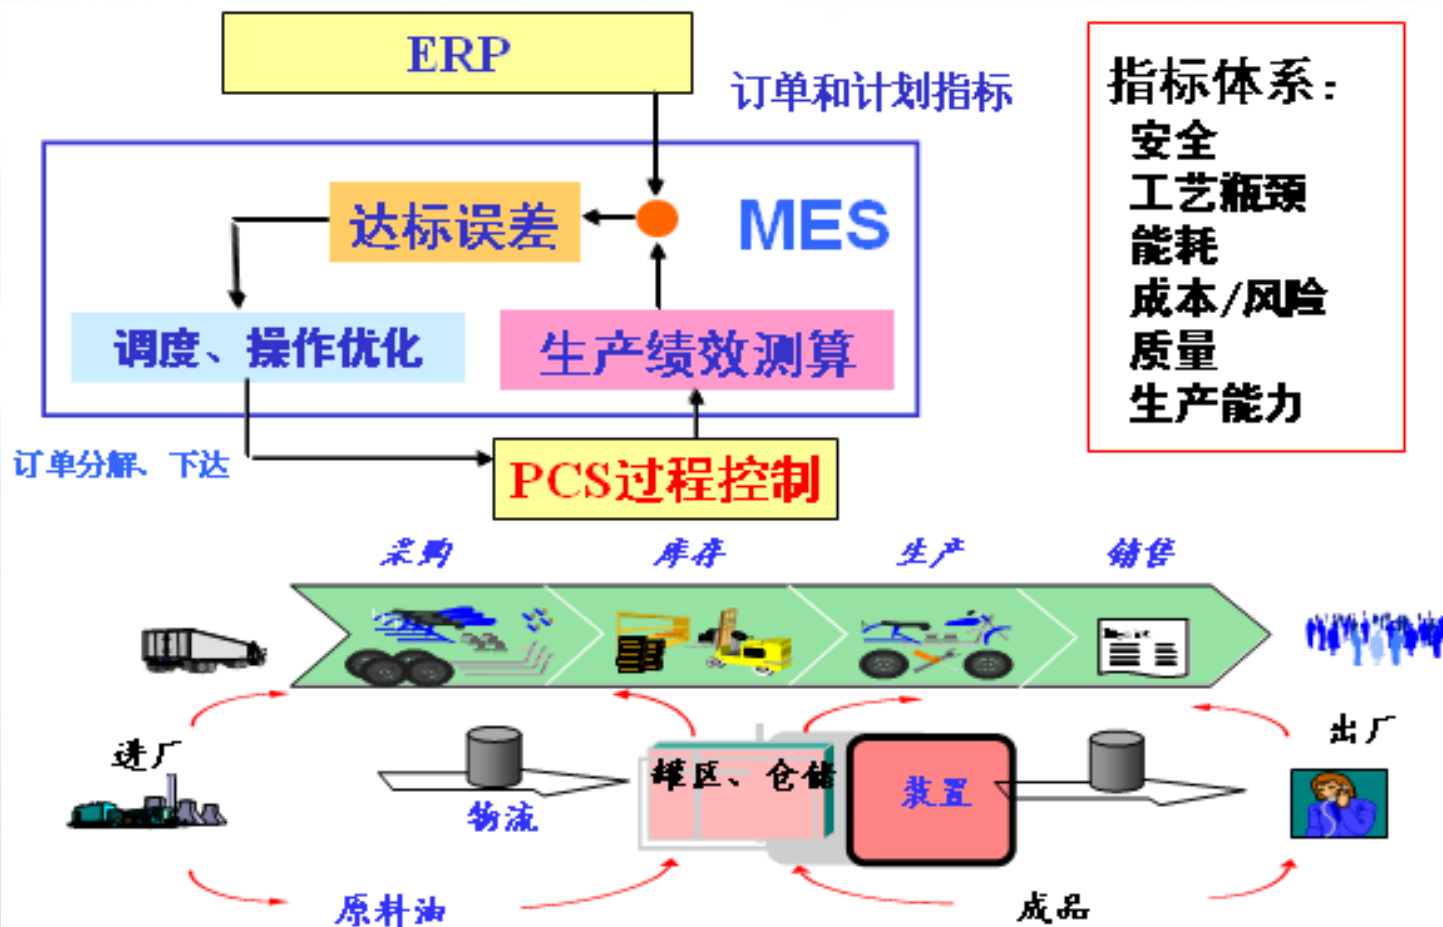 ERP
订单和计划指标
指标体系：
安全
工艺瓶颈
能耗
成本/风险
质量
生产能力
达标误差
MES
调度、操作优化
生产绩效测算
订单分解、下达
PCS过程控制
采购
库存
生产
销售
进厂
物流
罐区、仓储
装置
出厂
原料油
成品